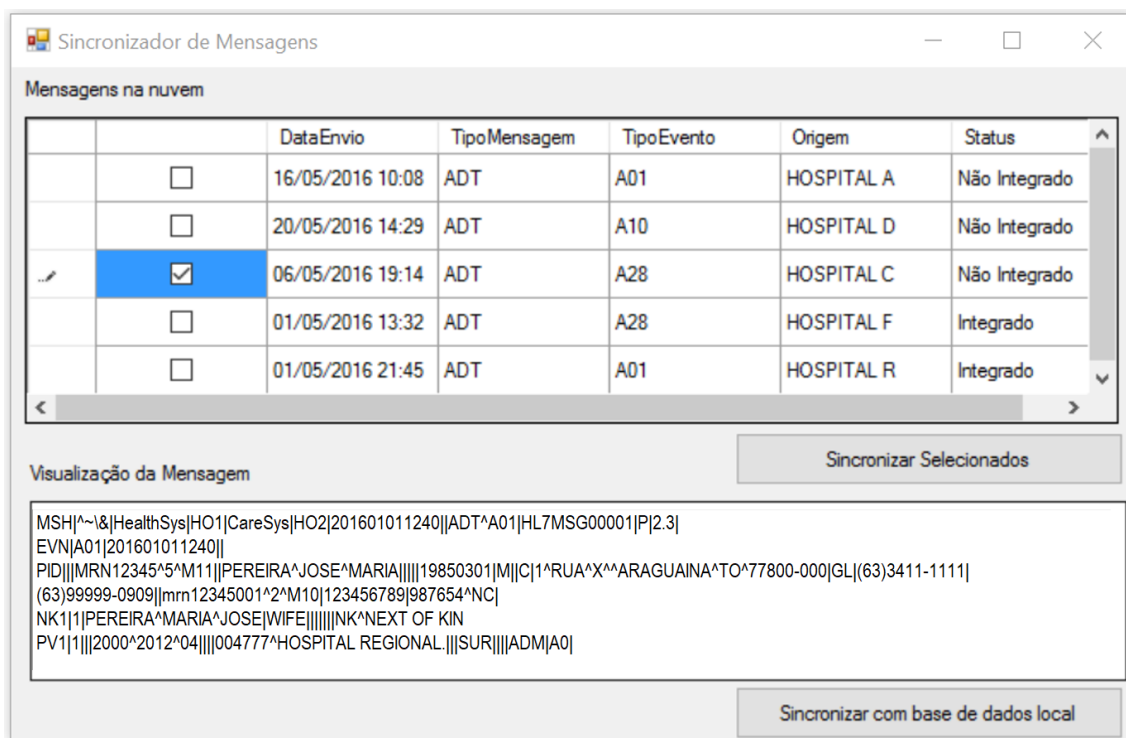 Sincronizador de Mensagens
Mensagens na nuvem
DataEnvio TipoMensagem TipoEvento Origem Status
16/05/2016 10:08 ADT A01 HOSPITAL A Não Integrado
20/05/2016 14:29 ADT A10 HOSPITAL D Não Integrado
06/05/2016 19:14 ADT A28 HOSPITAL C Não Integrado
01/05/2016 13:32 ADT A28 HOSPITAL F Integrado
01/05/2016 21:45 ADT A01 HOSPITAL R Integrado
Sincronizar Selecionados
Visualização da Mensagem
MSH|^~\&|HealthSys|HO1|CareSys|HO2|201601011240||ADT^A01|HL7MSG00001|P|2.3|
EVN|A01|201601011240||
PID|||MRN12345^5^M11||PEREIRA^JOSE^MARIA|||||19850301|M||C|1^RUA^X^^ARAGUAINA^TO^77800-000|GL|(63)3411-1111|
(63)99999-0909||mrn12345001^2^M10|123456789|987654^NC|
NK1|1|PEREIRA^MARIA^JOSE|WIFE|||||||NK^NEXT OF KIN
PV1|1|||2000^2012^04||||004777^HOSPITAL REGIONAL.|||SUR||||ADM|A0|
Sincronizar com base de dados local